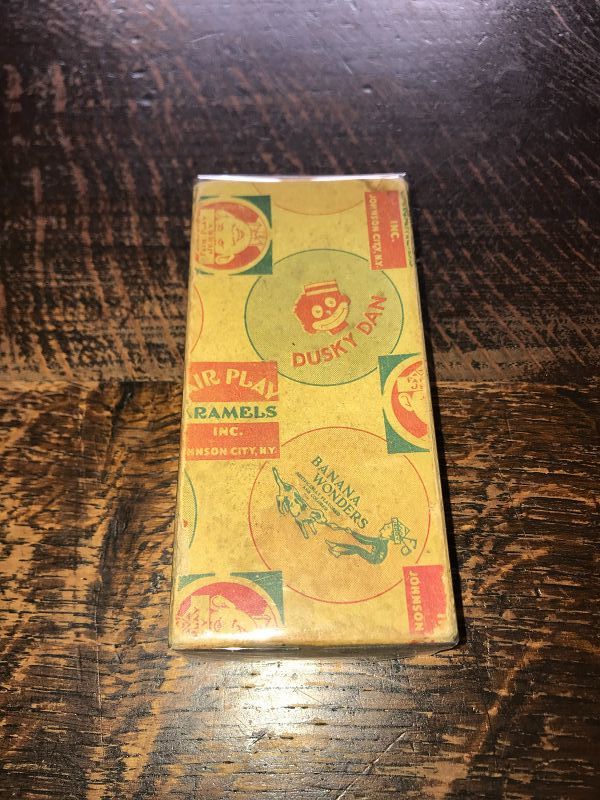 INC.
JOHNSON CITY, N.Y.
DUSKY DAN
IR PLAY
RAMELS
INC.
HNSON CITY, N.Y.
BANANA
WONDERS
JOHNSON